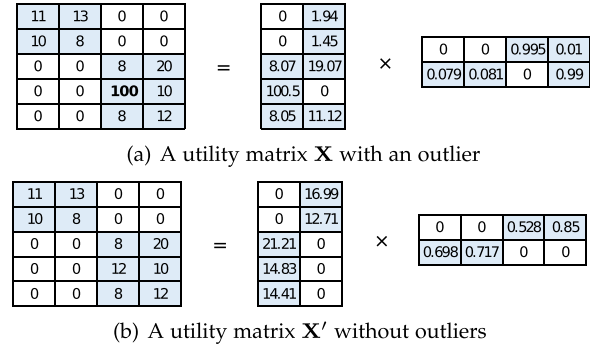 11 13 0 0
10 8 0 0
0 0 8 20
0 0 100 10
0 0 8 12
=
0 1.94
0 1.45
8.07 19.07
100.5 0
8.05 11.12
×
0 0 0.995 0.01
0.079 0.081 0 0.99
(a) A utility matrix X with an outlier
11 13 0 0
10 8 0 0
0 0 8 20
0 0 12 10
0 0 8 12
=
0 16.99
0 12.71
21.21 0
14.83 0
14.41 0
×
0 0 0.528 0.85
0.698 0.717 0 0
(b) A utility matrix X′ without outliers